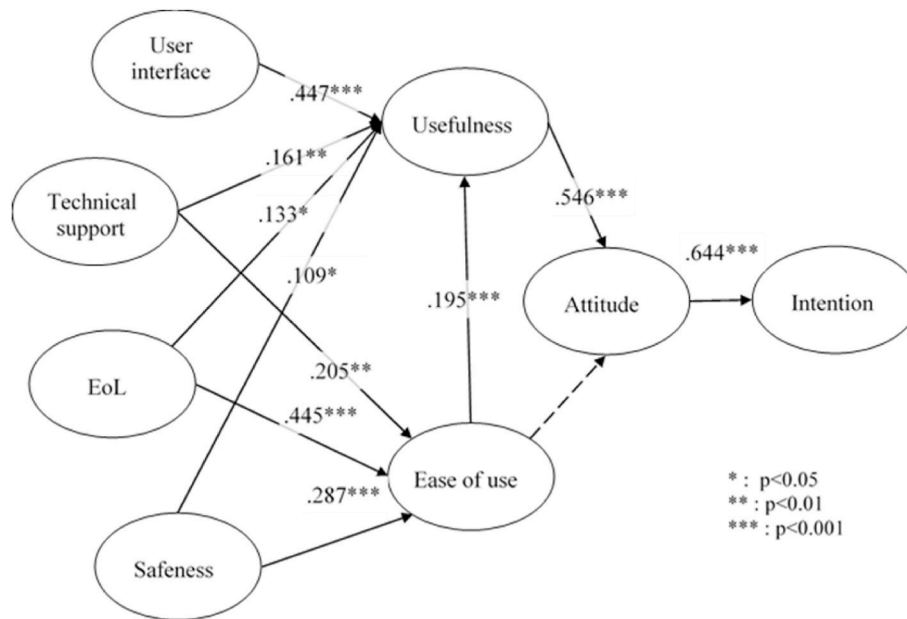 User
interface
.447***
Usefulness
.161**
Technical
support
.133*
.546***
.109*
.644***
.195***
Attitude
Intention
.205**
EoL
.445***
Ease of use
.287***
Safeness
* : p<0.05
** : p<0.01
*** : p<0.001